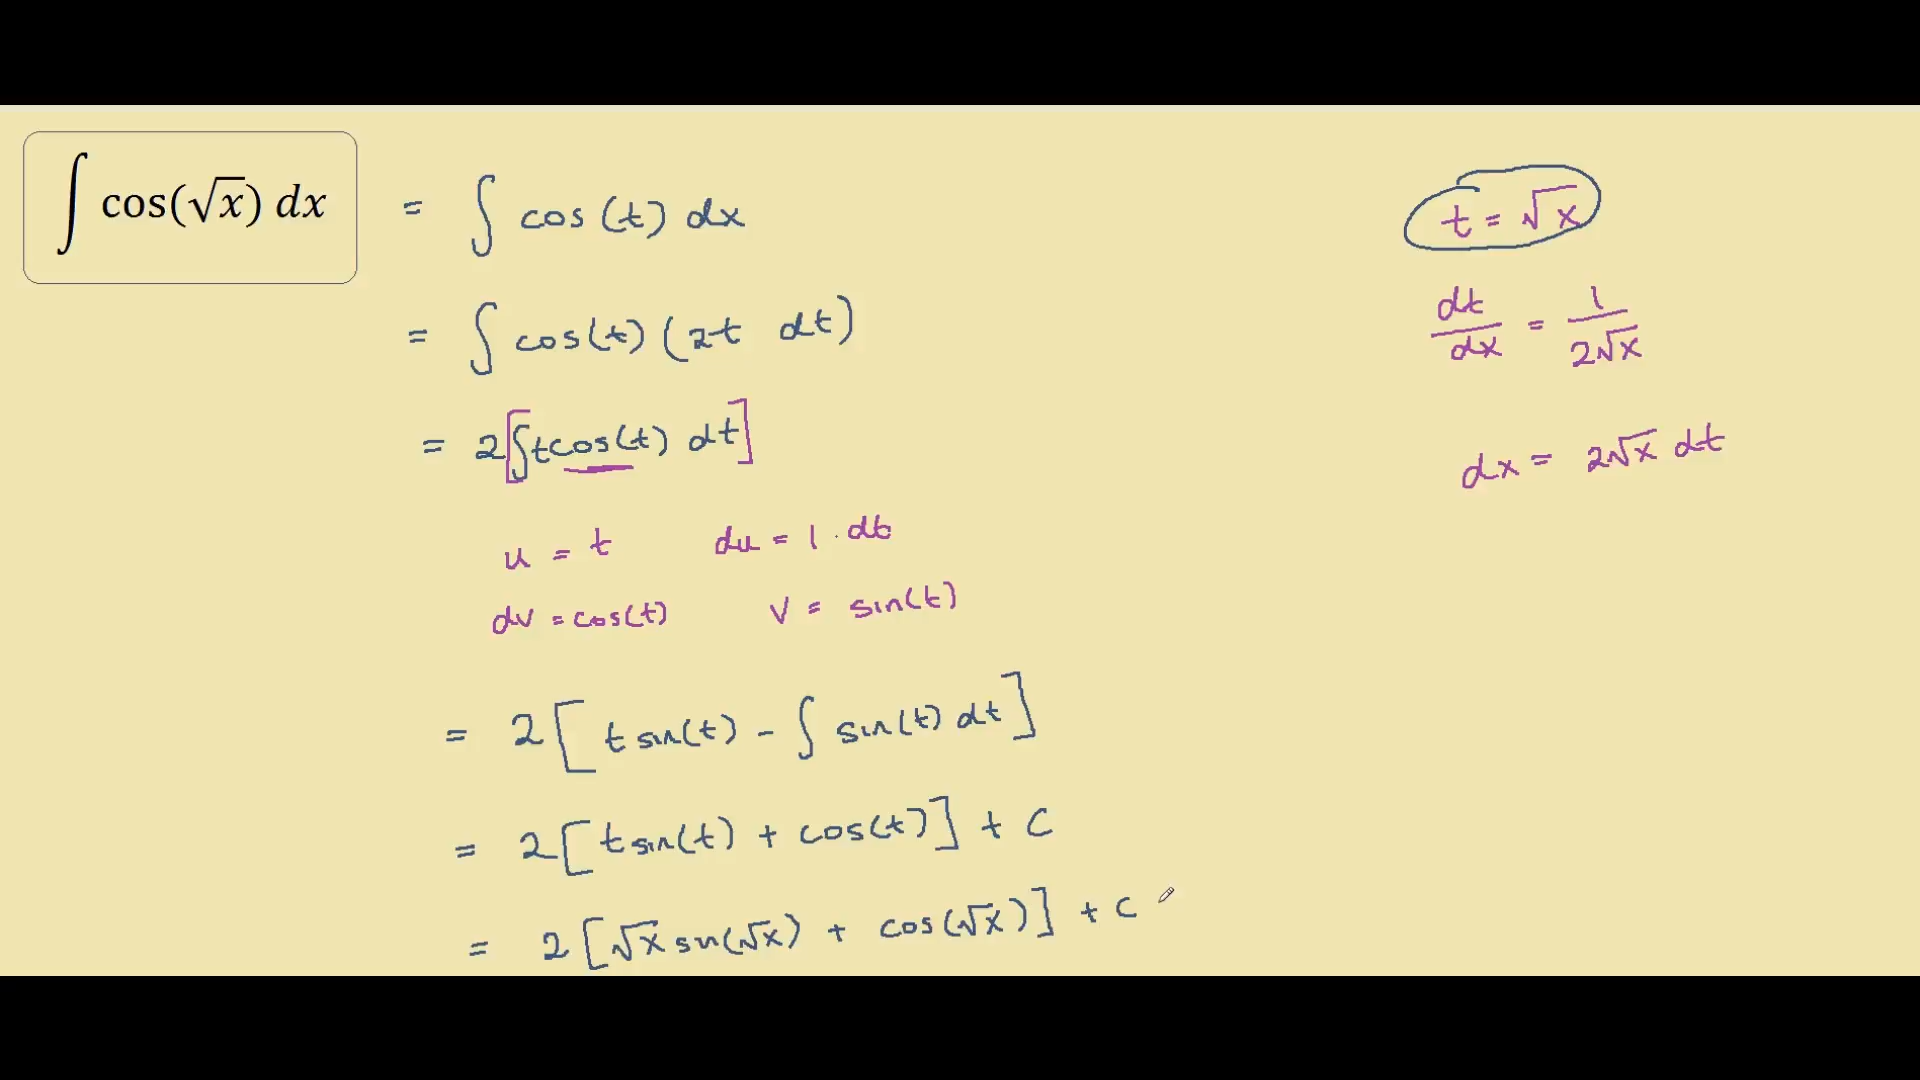 ∫ cos(√x) dx = ∫ cos(t) dx
t = √x
= ∫ cos(t) (2t dt)
dt/dx = 1/(2√x)
= 2[∫ t cos(t) dt]
dx = 2√x dt
u = t du = 1 · dt
dv = cos(t) v = sin(t)
= 2[t sin(t) - ∫ sin(t) dt]
= 2[t sin(t) + cos(t)] + C
= 2[√x sin(√x) + cos(√x)] + C